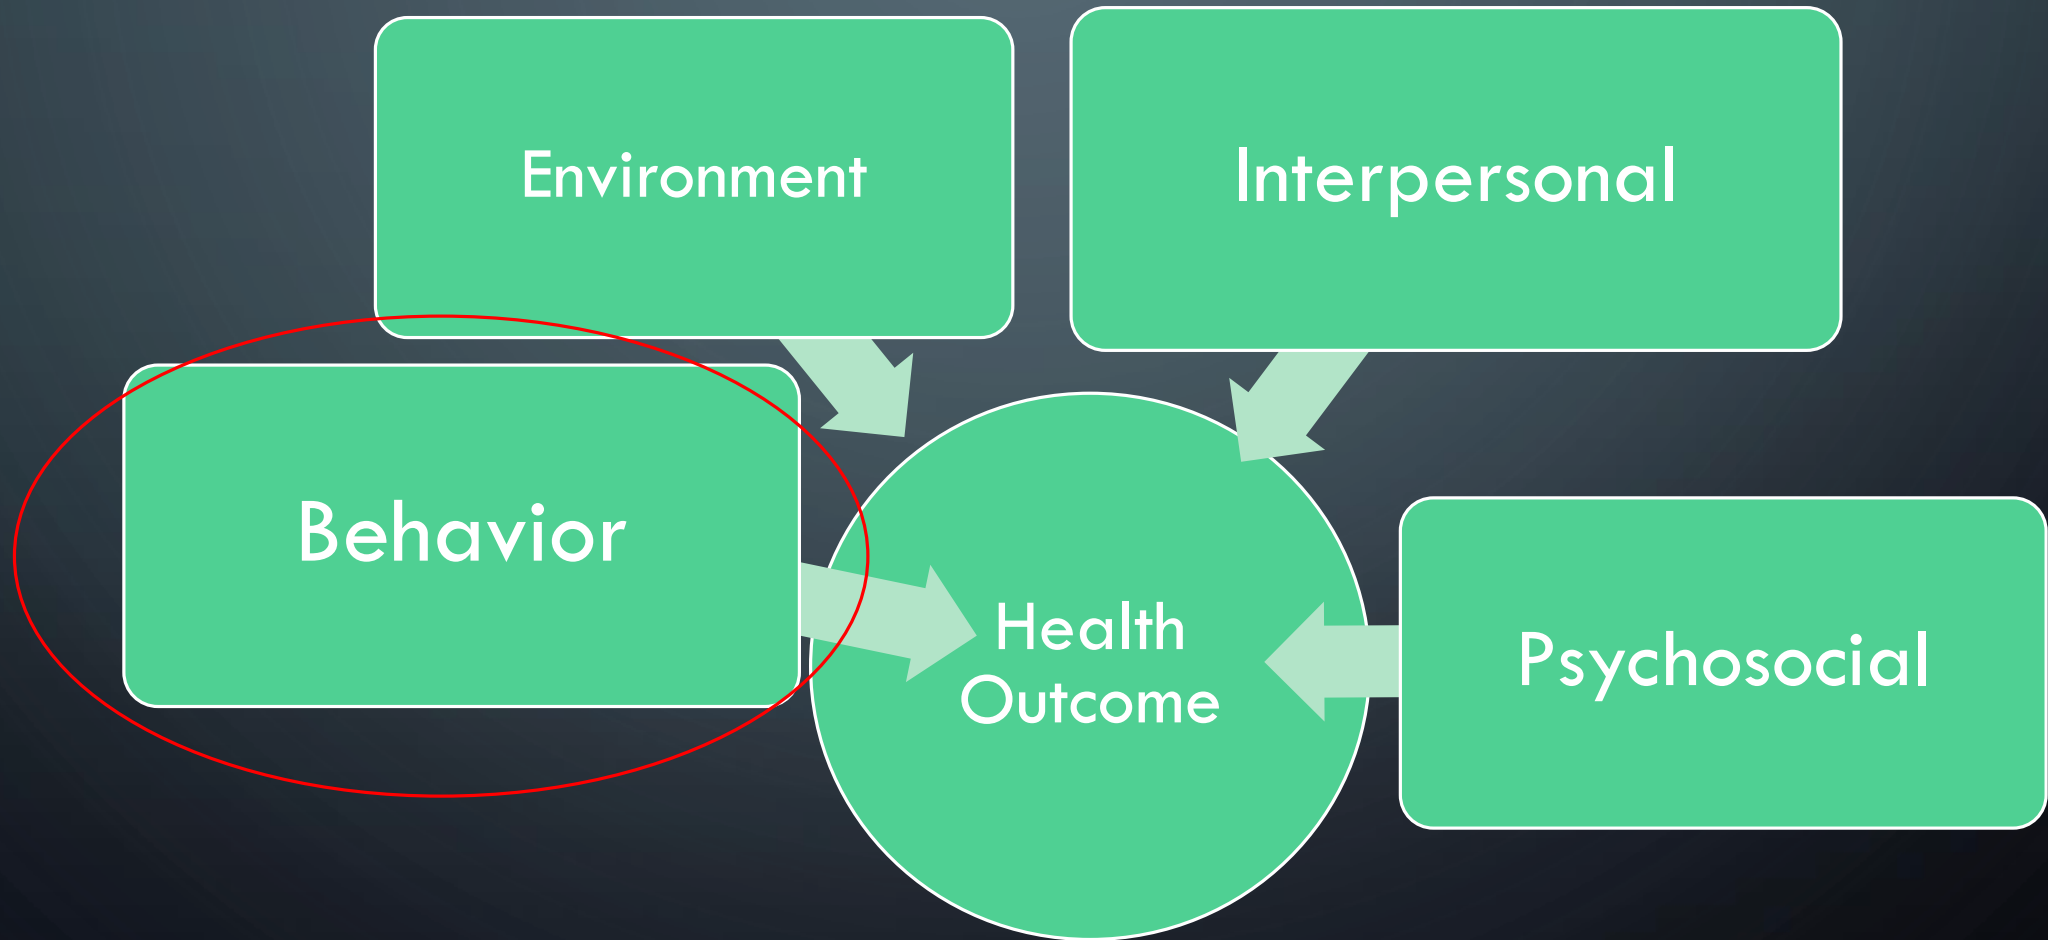 Environment
Interpersonal
Behavior
Health
Outcome
Psychosocial